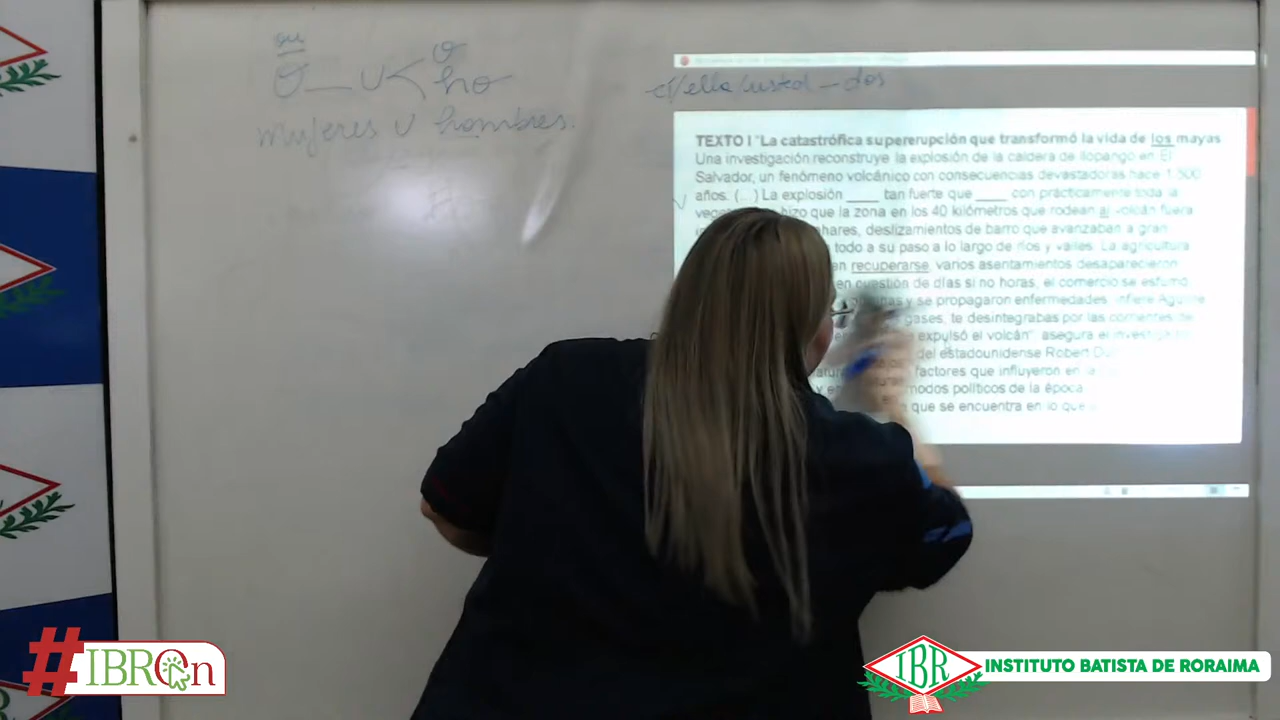 ou
O __ U < O
ho
mujeres u hombres.
él/ella/usted - dos
TEXTO I "La catastrófica supererupción que transformó la vida de los mayas
Una investigación reconstruye la explosión de la caldera de Ilopango en El
Salvador, un fenómeno volcánico con consecuencias devastadoras hace 1.500
años. (...) La explosión ____ tan fuerte que ____ con prácticamente toda la
hizo que la zona en los 40 kilómetros que rodean al volcán fuera
lahares, deslizamientos de barro que avanzaban a gran
todo a su paso a lo largo de ríos y valles. La agricultura
recuperarse, varios asentamientos desaparecieron
en cuestión de días si no horas, el comercio se esfumó
y se propagaron enfermedades, infiere Aguirre
gases, te desintegrabas por las corrientes de
expulsó el volcán", asegura el investigador
del estadounidense Robert
factores que influyeron en la
y en modos políticos de la época
que se encuentra en lo que
#IBROn
IBR INSTITUTO BATISTA DE RORAIMA